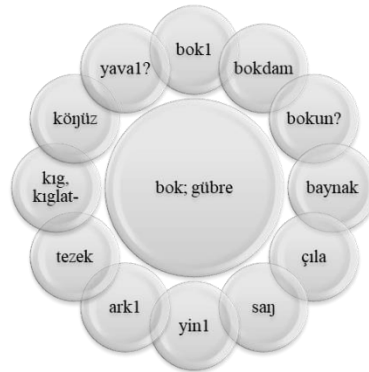 bok1
bokdam
bokun?
baynak
çıla
saŋ
yin1
ark1
tezek
kıg,
kıglat-
köŋüz
yava1?
bok; gübre